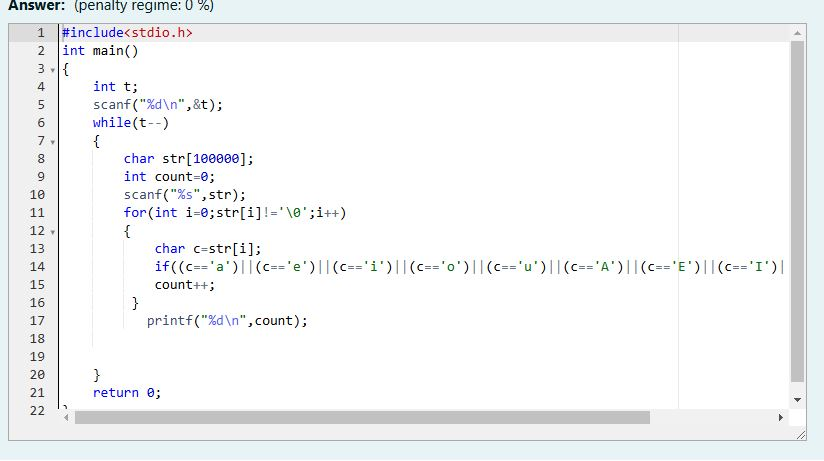 Answer: (penalty regime: 0 %)
1 #include<stdio.h>
2 int main()
3 {
4 int t;
5 scanf("%d\n",&t);
6 while(t--)
7 {
8 char str[100000];
9 int count=0;
10 scanf("%s",str);
11 for(int i=0;str[i]!='\0';i++)
12 {
13 char c=str[i];
14 if((c=='a')||(c=='e')||(c=='i')||(c=='o')||(c=='u')||(c=='A')||(c=='E')||(c=='I')|
15 count++;
16 }
17 printf("%d\n",count);
18
19
20 }
21 return 0;
22 }